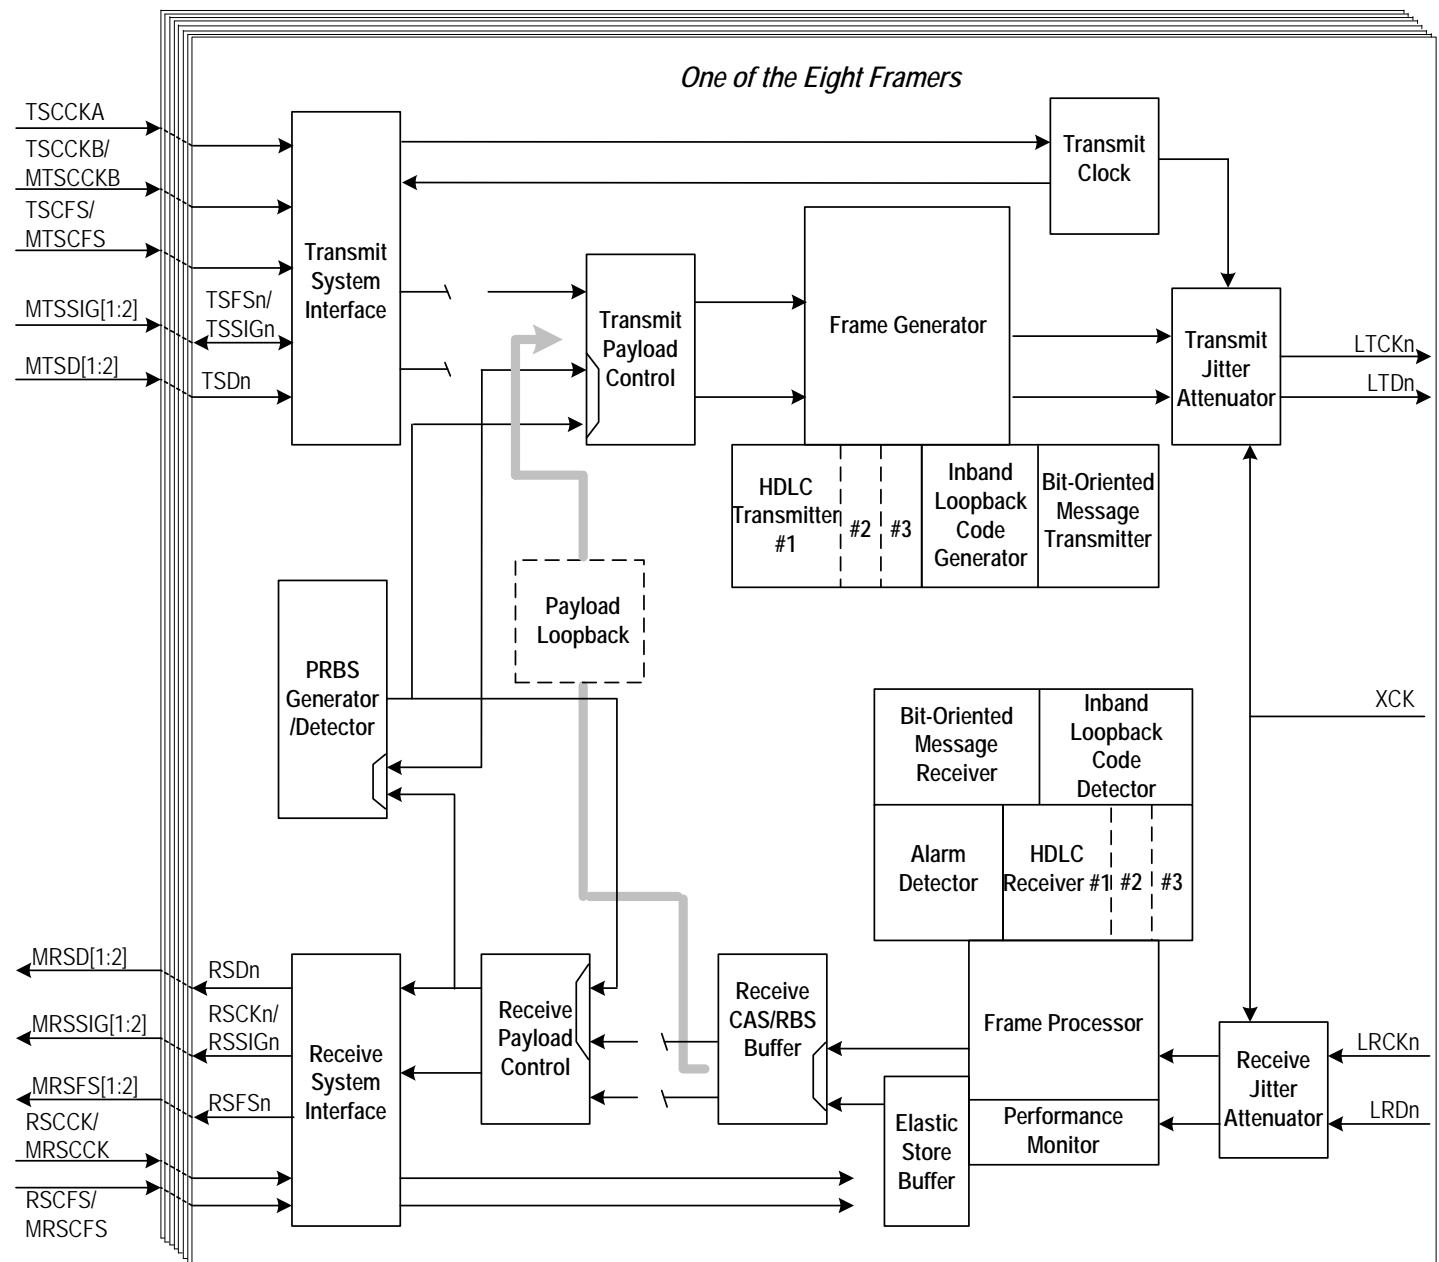 One of the Eight Framers
TSCCKA
TSCCKB/
MTSCCKB
TSCFS/
MTSCFS
MTSSIG[1:2]
MTSD[1:2]
TSFSn/
TSSIGn
TSDn
Transmit
System
Interface
Transmit
Clock
Transmit
Payload
Control
Frame Generator
Transmit
Jitter
Attenuator
LTCKn
LTDn
HDLC
Transmitter
#1
#2
#3
Inband
Loopback
Code
Generator
Bit-Oriented
Message
Transmitter
Payload
Loopback
PRBS
Generator
/Detector
XCK
Bit-Oriented
Message
Receiver
Inband
Loopback
Code
Detector
Alarm
Detector
HDLC
Receiver #1
#2
#3
MRSD[1:2]
MRSSIG[1:2]
MRSFS[1:2]
RSCCK/
MRSCCK
RSCFS/
MRSCFS
RSDn
RSCKn/
RSSIGn
RSFSn
Receive
System
Interface
Receive
Payload
Control
Receive
CAS/RBS
Buffer
Frame Processor
Elastic
Store
Buffer
Performance
Monitor
Receive
Jitter
Attenuator
LRCKn
LRDn